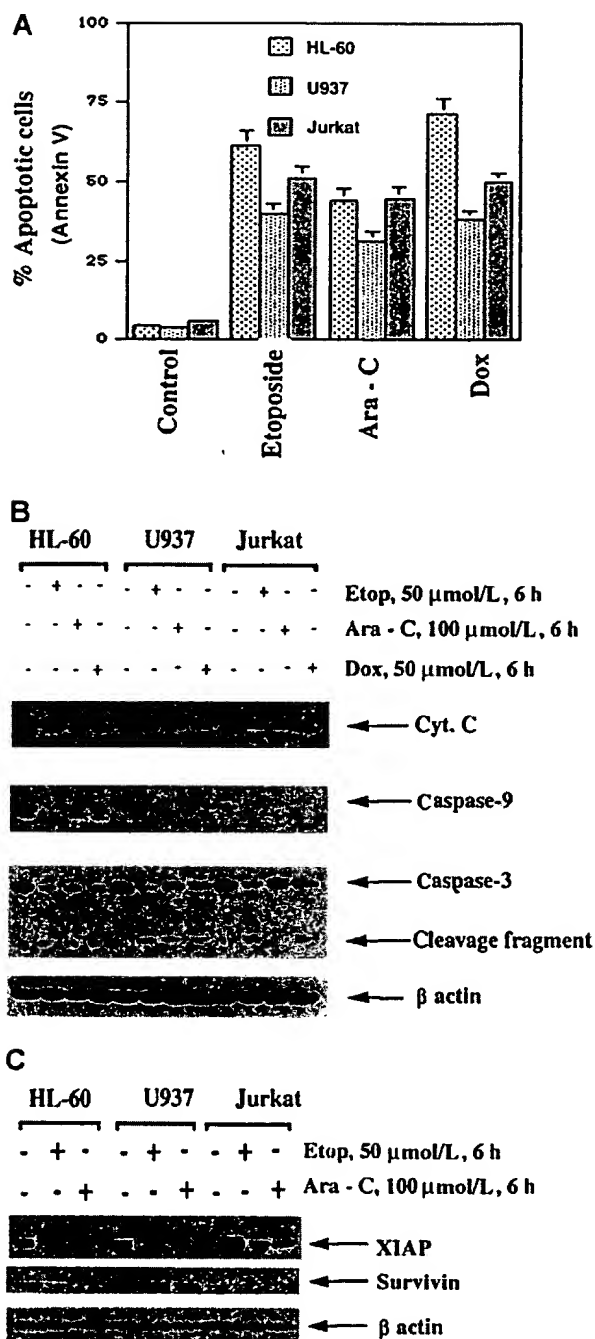 A
100
75
50
25
0
% Apoptotic cells
(Annexin V)
HL-60
U937
Jurkat
Control
Etoposide
Ara - C
Dox
B
HL-60 U937 Jurkat
- + - - - + - - - + - - Etop, 50 µmol/L, 6 h
- - + - - - + - - - + - Ara - C, 100 µmol/L, 6 h
- - - + - - - + - - - + Dox, 50 µmol/L, 6 h
Cyt. C
Caspase-9
Caspase-3
Cleavage fragment
β actin
C
HL-60 U937 Jurkat
- + - - + - - + - Etop, 50 µmol/L, 6 h
- - + - - + - - + Ara - C, 100 µmol/L, 6 h
XIAP
Survivin
β actin